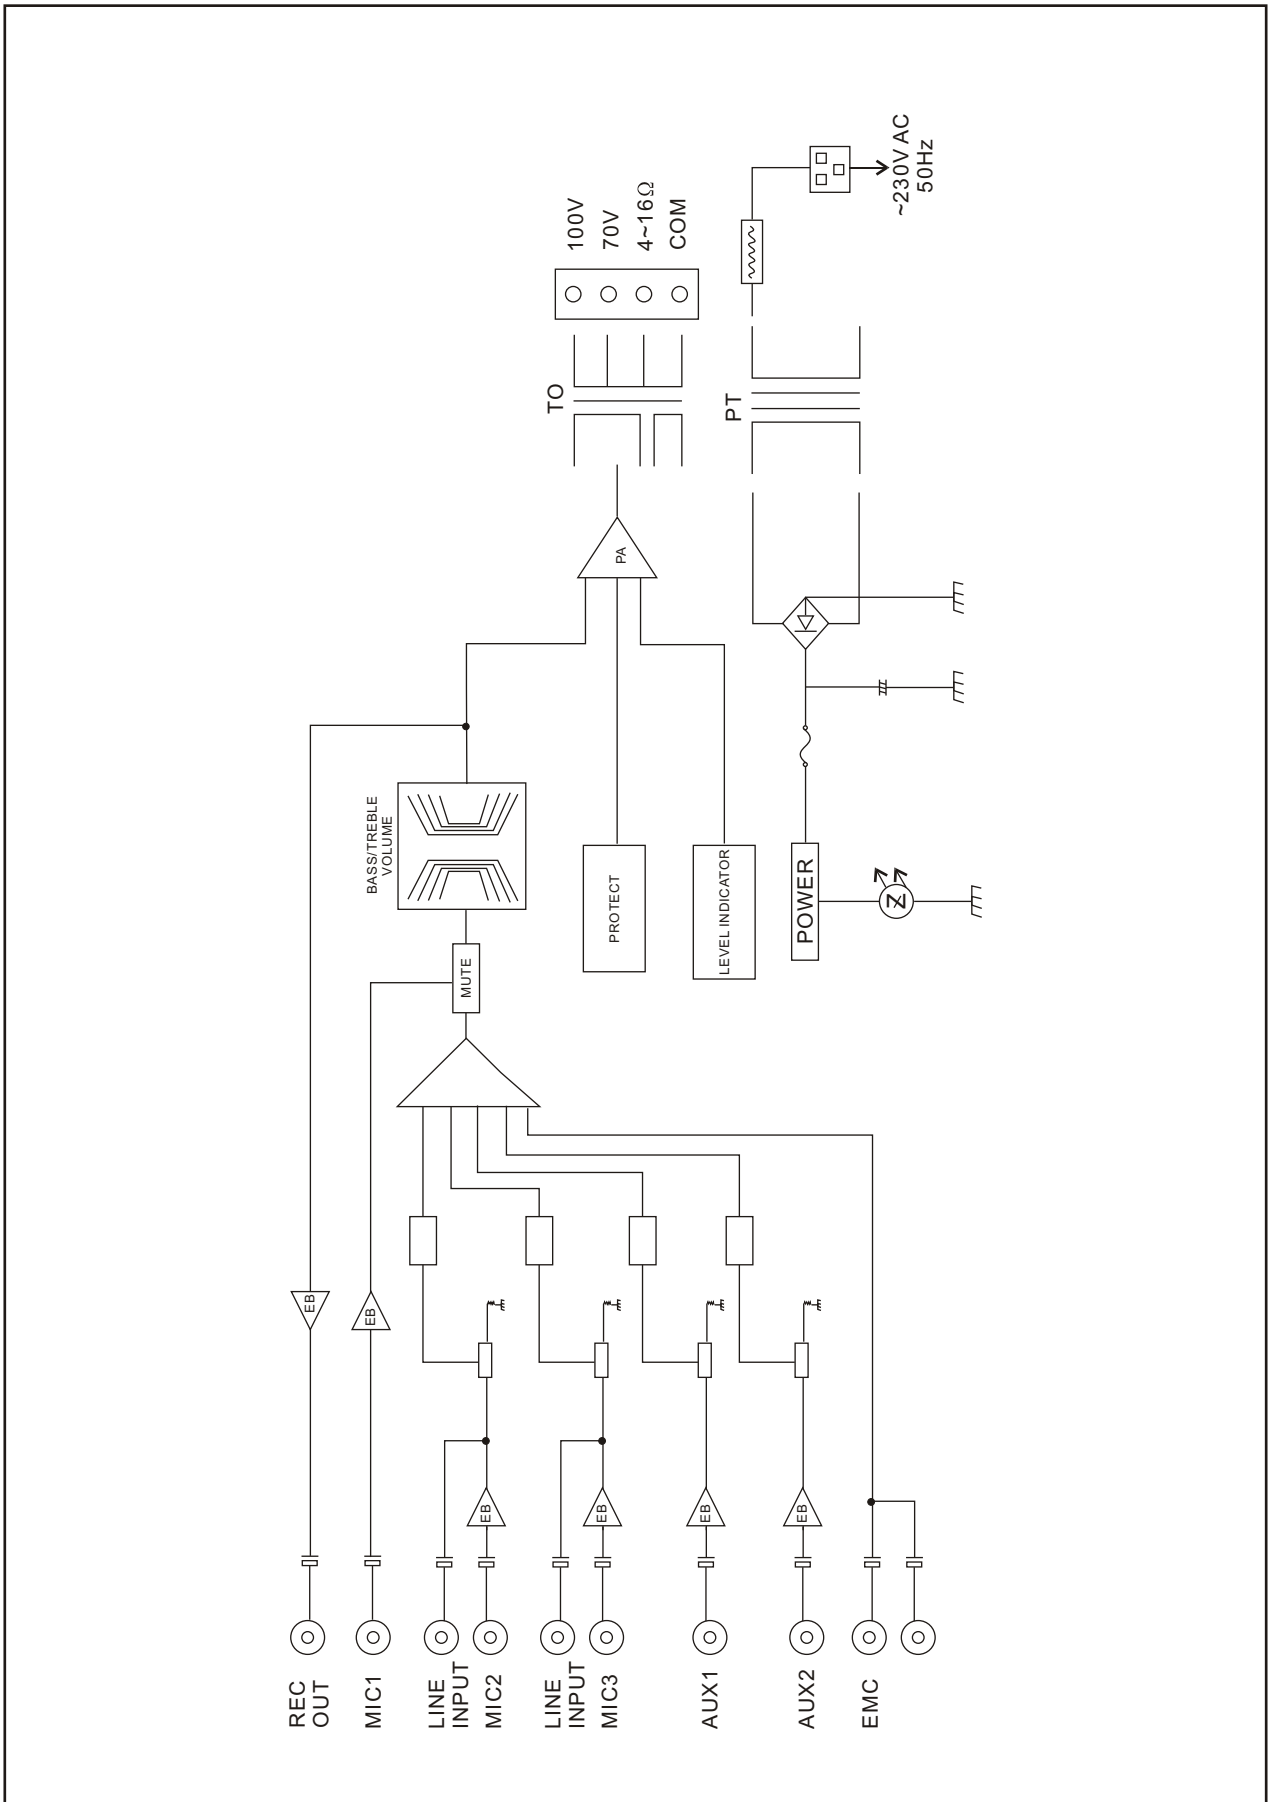 REC
OUT
MIC1
LINE
INPUT
MIC2
LINE
INPUT
MIC3
AUX1
AUX2
EMC
EB
EB
EB
EB
EB
EB
MUTE
BASS/TREBLE
VOLUME
PROTECT
LEVEL INDICATOR
POWER
PA
TO
PT
100V
70V
4~16Ω
COM
~230V AC
50Hz